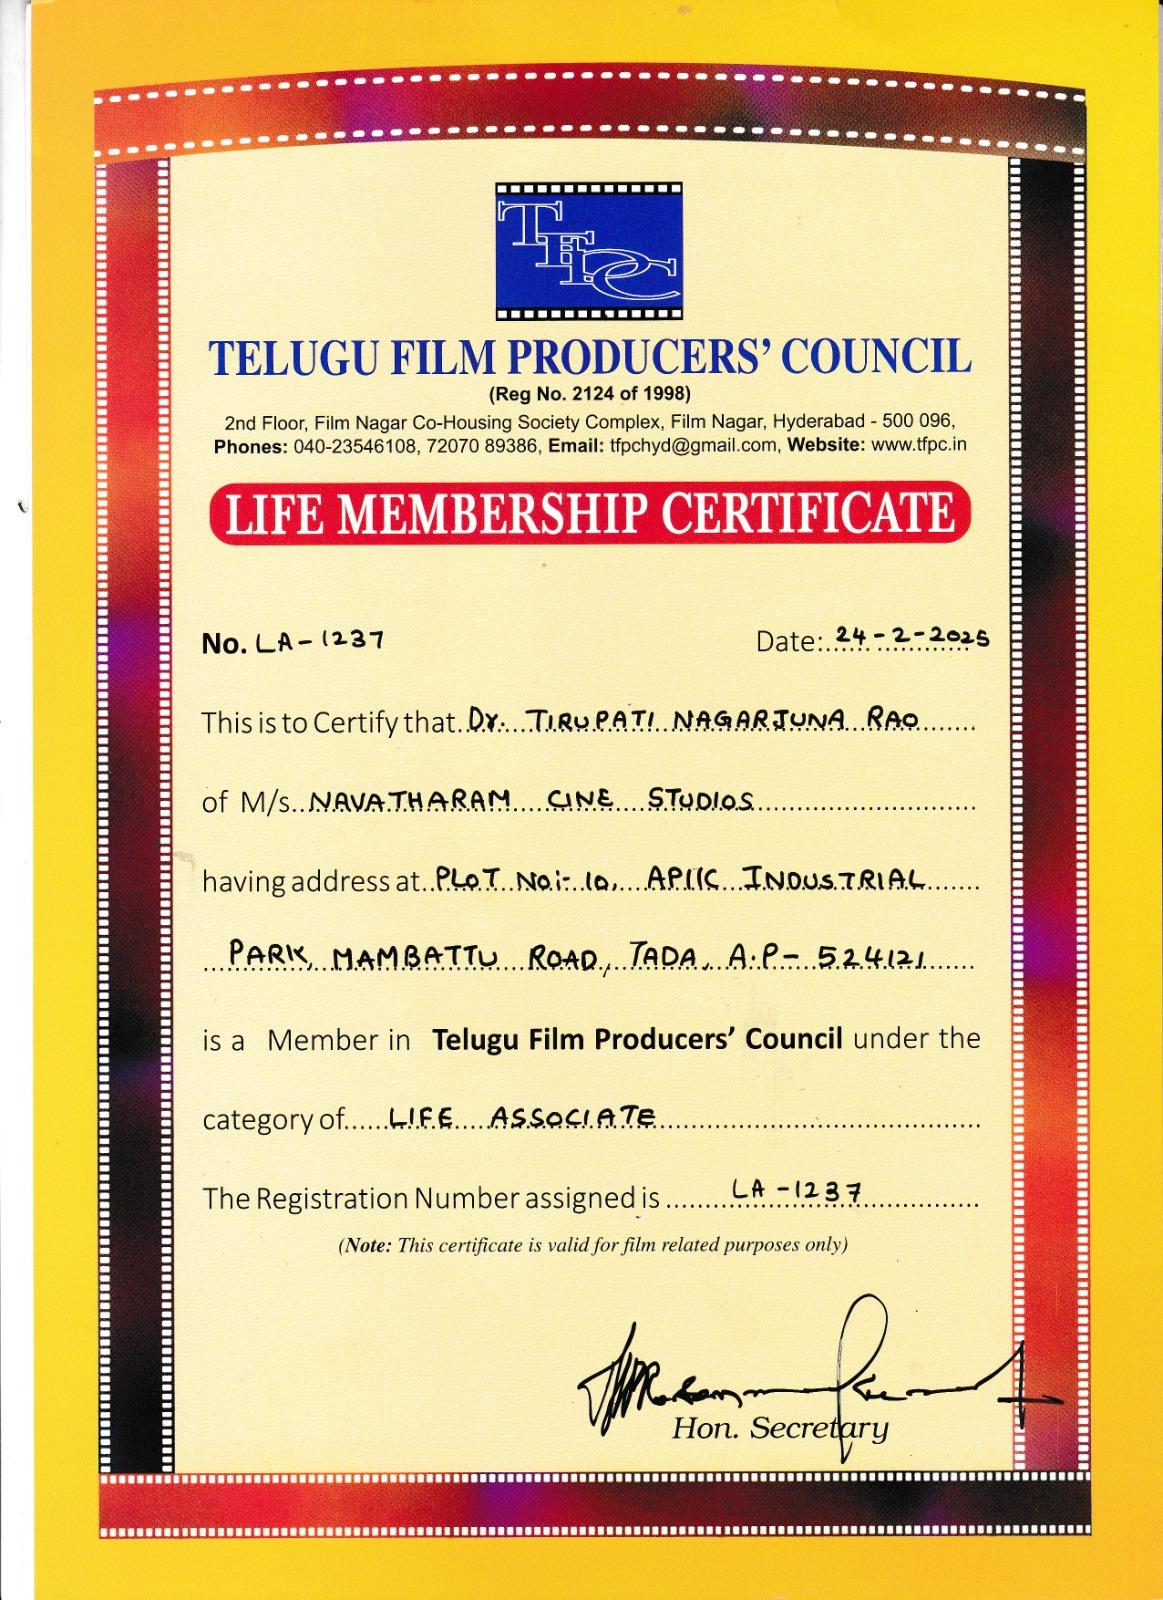 TFPC
TELUGU FILM PRODUCERS' COUNCIL
(Reg No. 2124 of 1998)
2nd Floor, Film Nagar Co-Housing Society Complex, Film Nagar, Hyderabad - 500 096,
Phones: 040-23546108, 72070 89386, Email: tfpchyd@gmail.com, Website: www.tfpc.in
LIFE MEMBERSHIP CERTIFICATE
No. LA-1237 Date: 24-2-2025
This is to Certify that Dr. TIRUPATI NAGARJUNA RAO
of M/s. NAVATHARAM CINE STUDIOS
having address at PLOT No:- 10, APIIC INDUSTRIAL
PARK, MAMBATTU ROAD, TADA, A.P- 524121
is a Member in Telugu Film Producers' Council under the
category of LIFE ASSOCIATE
The Registration Number assigned is LA-1237
(Note: This certificate is valid for film related purposes only)
Hon. Secretary